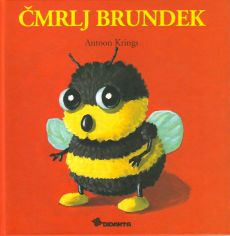 ČMRLJ BRUNDEK
Antoon Krings
DIDAKTA